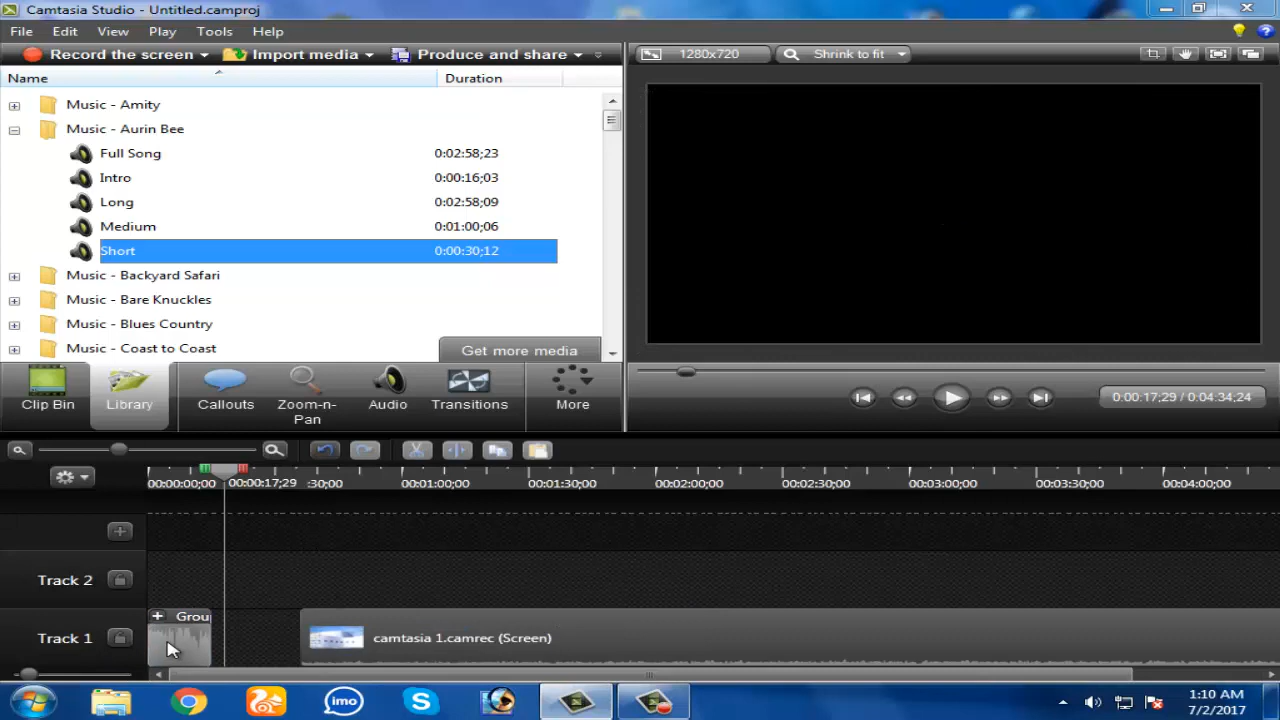 Camtasia Studio - Untitled.camproj
File Edit View Play Tools Help
Record the screen Import media Produce and share 1280x720 Shrink to fit
Name Duration
Music - Amity
Music - Aurin Bee
Full Song 0:02:58;23
Intro 0:00:16;03
Long 0:02:58;09
Medium 0:01:00;06
Short 0:00:30;12
Music - Backyard Safari
Music - Bare Knuckles
Music - Blues Country
Music - Coast to Coast
Get more media
Clip Bin Library Callouts Zoom-n-Pan Audio Transitions More
0:00:17;29 / 0:04:34;24
00:00:00;00 00:00:17;29 :30;00 00:01:00;00 00:01:30;00 00:02:00;00 00:02:30;00 00:03:00;00 00:03:30;00 00:04:00;00
Track 2
Grou
Track 1 camtasia 1.camrec (Screen)
imo
1:10 AM
7/2/2017